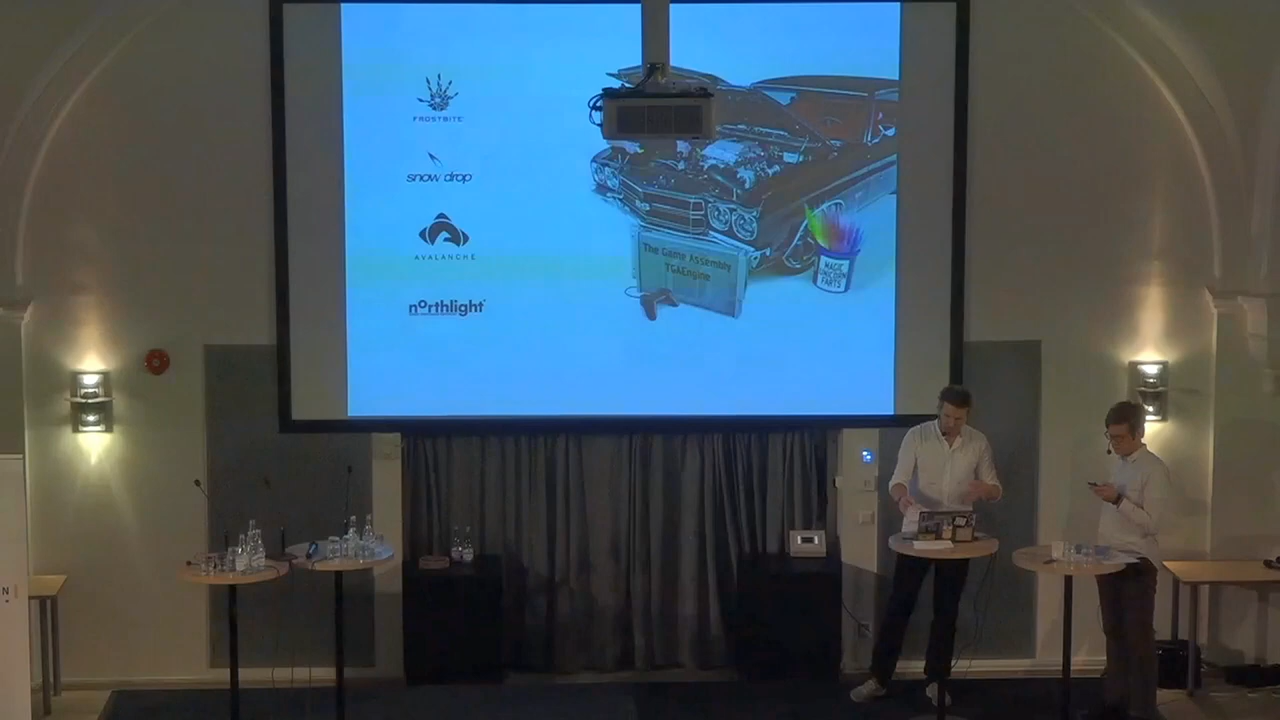 FROSTBITE
snow drop
AVALANCHE
northlight
The Game Assembly
TGAEngine
MAGIC
UNICORN
FARTS
N